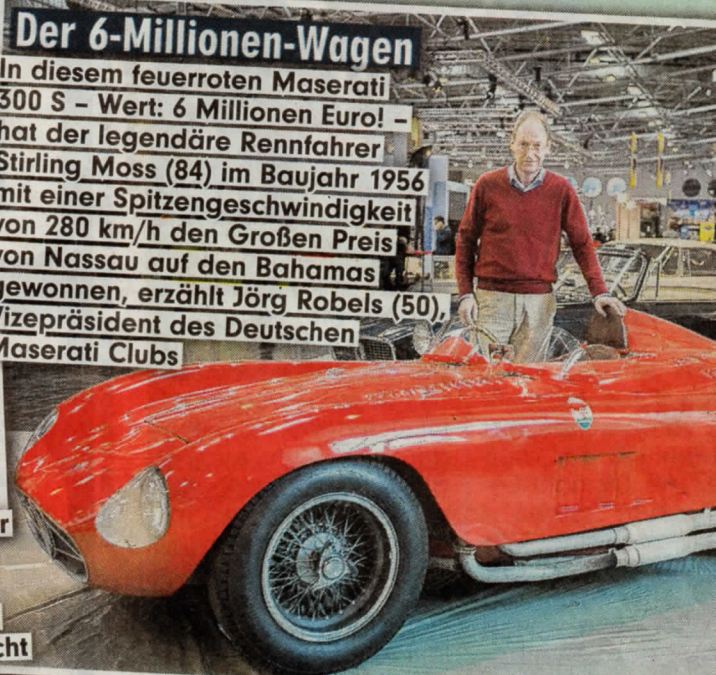 Der 6-Millionen-Wagen
In diesem feuerroten Maserati
300 S – Wert: 6 Millionen Euro! –
hat der legendäre Rennfahrer
Stirling Moss (84) im Baujahr 1956
mit einer Spitzengeschwindigkeit
von 280 km/h den Großen Preis
von Nassau auf den Bahamas
gewonnen, erzählt Jörg Robels (50),
Vizepräsident des Deutschen
Maserati Clubs
r
cht